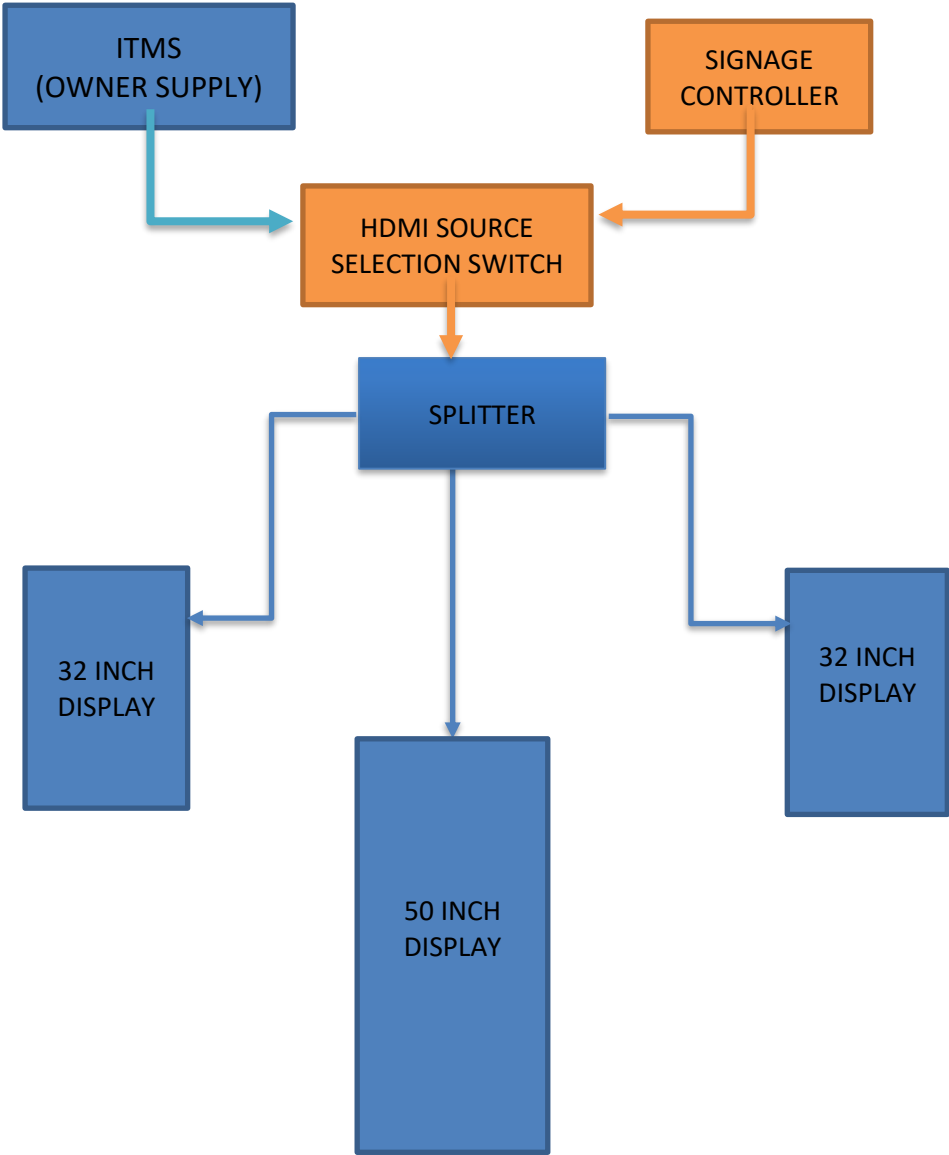 ITMS
(OWNER SUPPLY)
SIGNAGE
CONTROLLER
HDMI SOURCE
SELECTION SWITCH
SPLITTER
32 INCH
DISPLAY
32 INCH
DISPLAY
50 INCH
DISPLAY